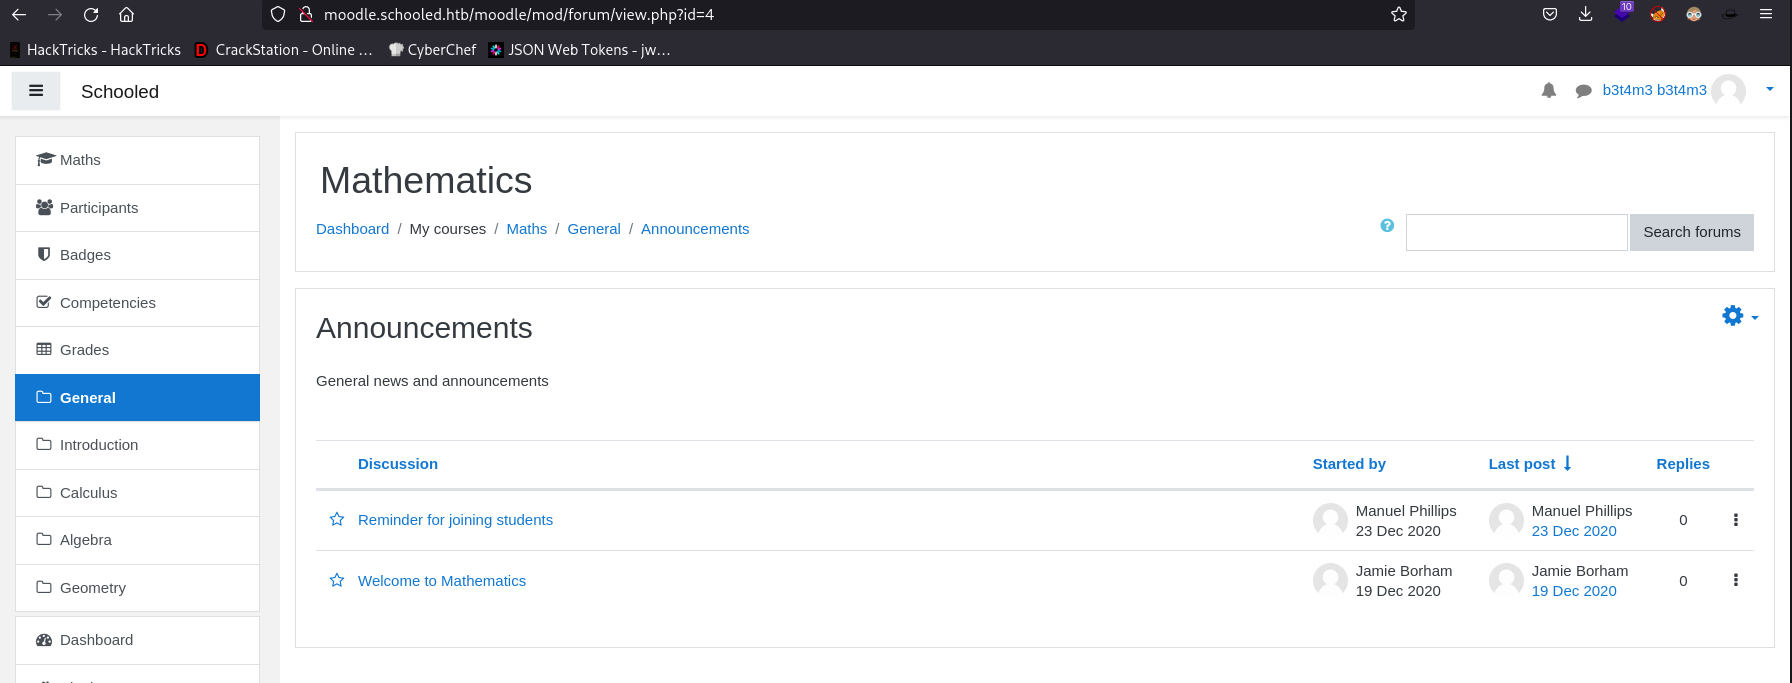 moodle.schooled.htb/moodle/mod/forum/view.php?id=4
10
HackTricks - HackTricks
CrackStation - Online ...
CyberChef
JSON Web Tokens - jw...
Schooled
b3t4m3 b3t4m3
Maths
Participants
Badges
Competencies
Grades
General
Introduction
Calculus
Algebra
Geometry
Dashboard
Mathematics
Dashboard / My courses / Maths / General / Announcements
Search forums
Announcements
General news and announcements
Discussion Started by Last post Replies
Reminder for joining students Manuel Phillips Manuel Phillips 0
23 Dec 2020 23 Dec 2020
Welcome to Mathematics Jamie Borham Jamie Borham 0
19 Dec 2020 19 Dec 2020